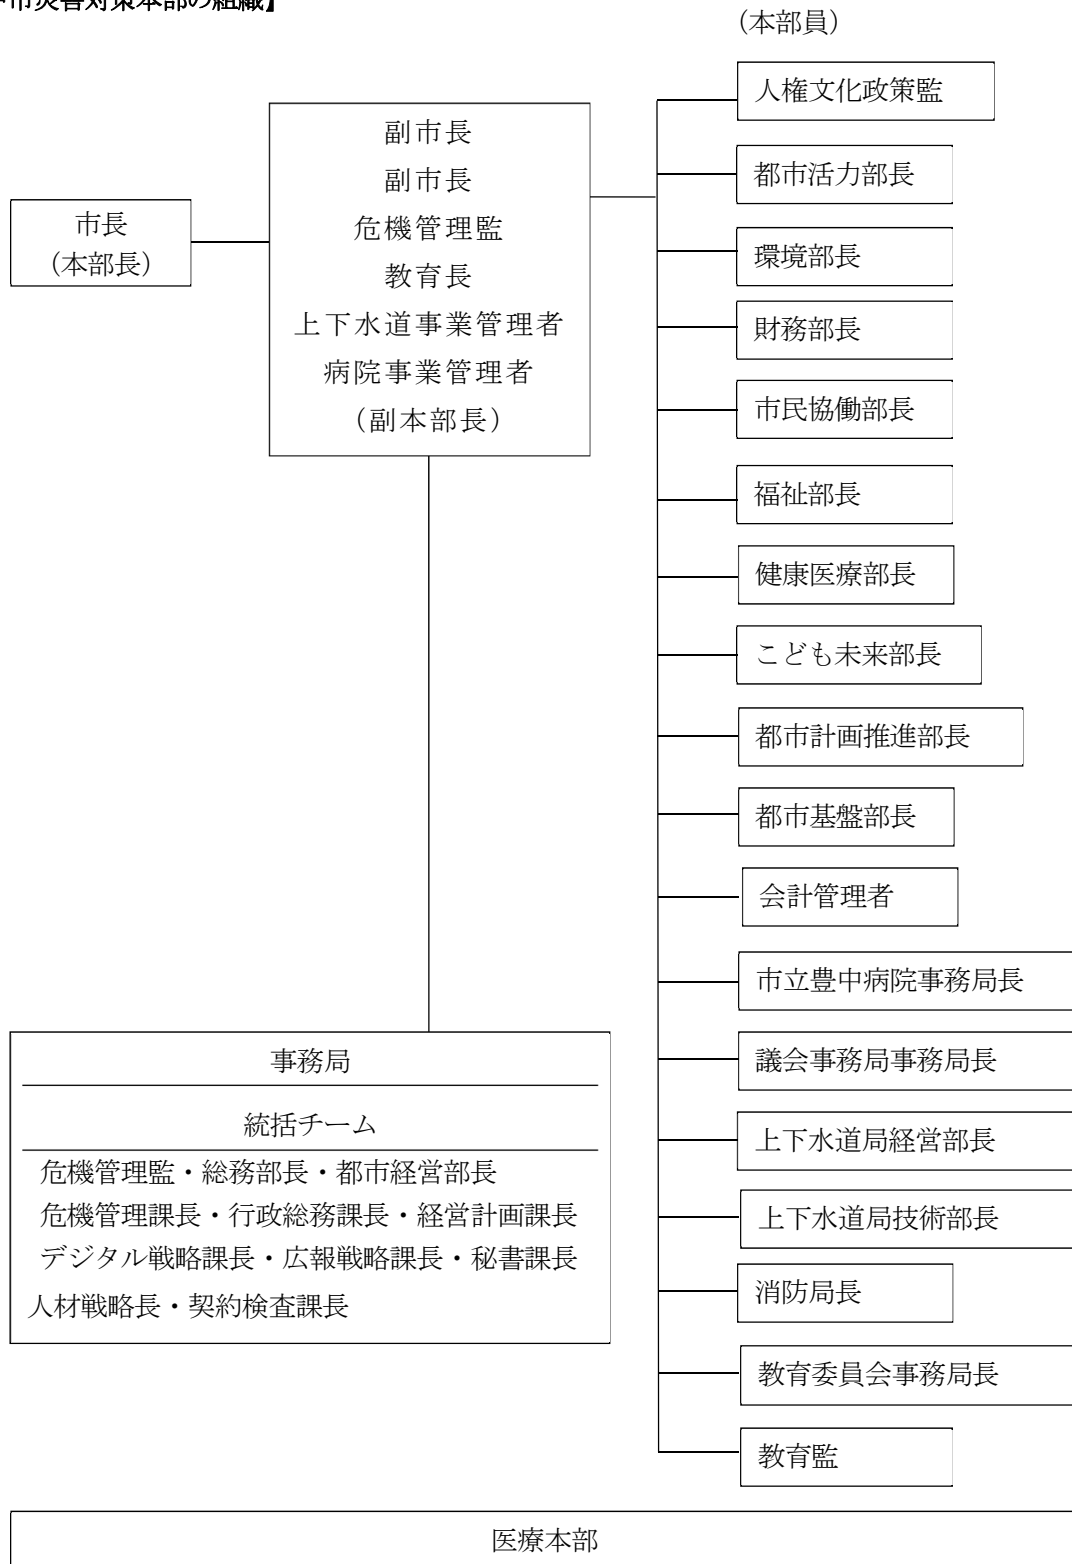 市災害対策本部の組織】
（本部員）
市長
（本部長）
副市長
副市長
危機管理監
教育長
上下水道事業管理者
病院事業管理者
（副本部長）
人権文化政策監
都市活力部長
環境部長
財務部長
市民協働部長
福祉部長
健康医療部長
こども未来部長
都市計画推進部長
都市基盤部長
会計管理者
市立豊中病院事務局長
議会事務局事務局長
上下水道局経営部長
上下水道局技術部長
消防局長
教育委員会事務局長
教育監
事務局
統括チーム
危機管理監・総務部長・都市経営部長
危機管理課長・行政総務課長・経営計画課長
デジタル戦略課長・広報戦略課長・秘書課長
人材戦略長・契約検査課長
医療本部